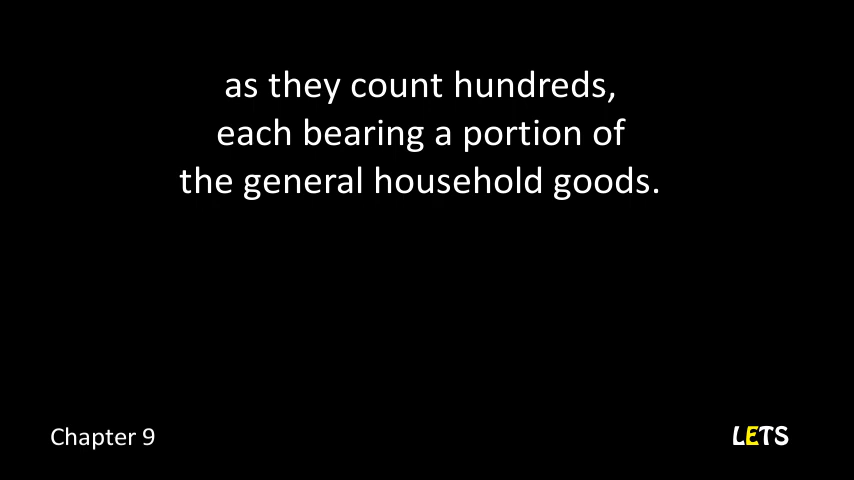 as they count hundreds,
each bearing a portion of
the general household goods.
Chapter 9
LETS